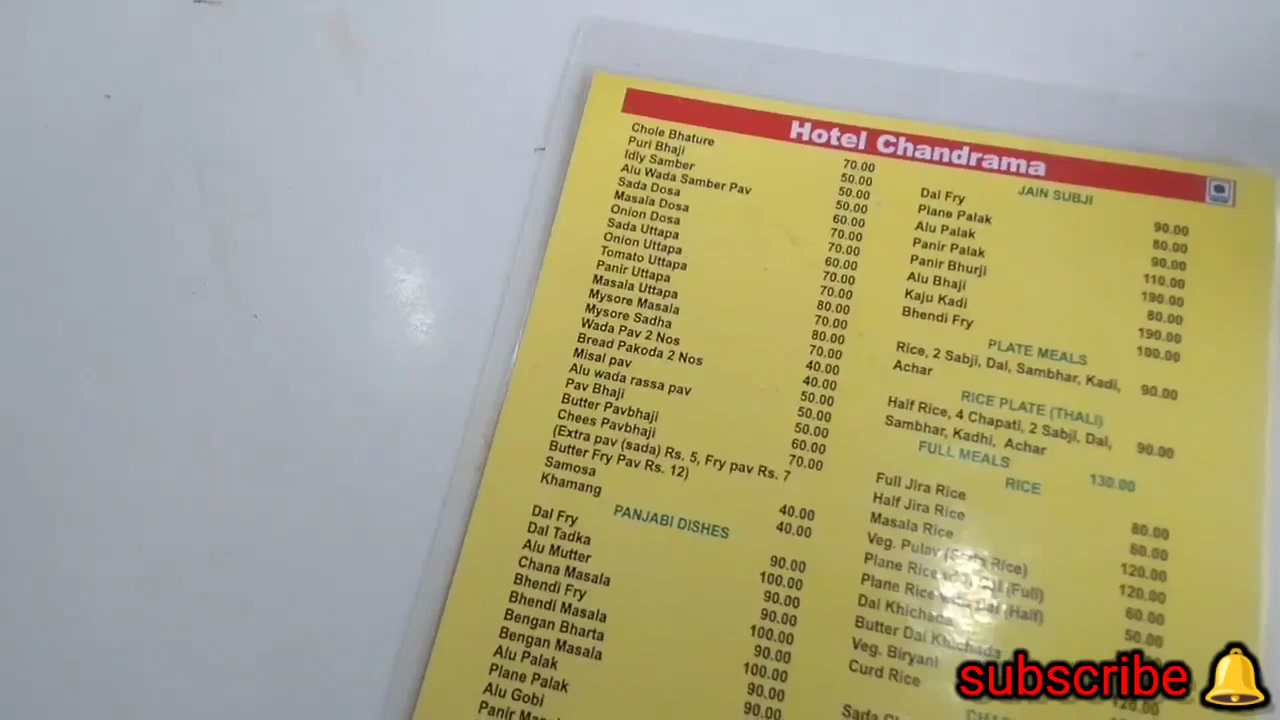 Hotel Chandrama
Chole Bhature 70.00
Puri Bhaji 50.00
Idly Samber 50.00
Alu Wada Samber Pav 50.00
Sada Dosa 60.00
Masala Dosa 70.00
Onion Dosa 70.00
Sada Uttapa 60.00
Onion Uttapa 70.00
Tomato Uttapa 70.00
Panir Uttapa 80.00
Masala Uttapa 70.00
Mysore Masala 80.00
Mysore Sadha 70.00
Wada Pav 2 Nos 40.00
Bread Pakoda 2 Nos 40.00
Misal pav 50.00
Alu wada rassa pav 50.00
Pav Bhaji 50.00
Butter Pavbhaji 60.00
Chees Pavbhaji 70.00
(Extra pav (sada) Rs. 5, Fry pav Rs. 7
Butter Fry Pav Rs. 12)
Samosa 40.00
Khamang 40.00
PANJABI DISHES
Dal Fry 90.00
Dal Tadka 100.00
Alu Mutter 90.00
Chana Masala 90.00
Bhendi Fry 100.00
Bhendi Masala 90.00
Bengan Bharta 100.00
Bengan Masala 90.00
Alu Palak 90.00
Plane Palak
Alu Gobi
Panir
JAIN SUBJI
Dal Fry 90.00
Plane Palak 80.00
Alu Palak 90.00
Panir Palak 110.00
Panir Bhurji 190.00
Alu Bhaji 80.00
Kaju Kadi 190.00
Bhendi Fry 100.00
PLATE MEALS
Rice, 2 Sabji, Dal, Sambhar, Kadi, 90.00
Achar
RICE PLATE (THALI)
Half Rice, 4 Chapati, 2 Sabji, Dal, 90.00
Sambhar, Kadhi, Achar
FULL MEALS 130.00
RICE
Full Jira Rice 80.00
Half Jira Rice 60.00
Masala Rice 120.00
Veg. Pulav Rice) 120.00
Plane Rice (Full) 60.00
Plane Rice Dal (Half) 50.00
Dal Khichada
Butter Dal Khichada
Veg. Biryani
Curd Rice 120.00
Sada
subscribe